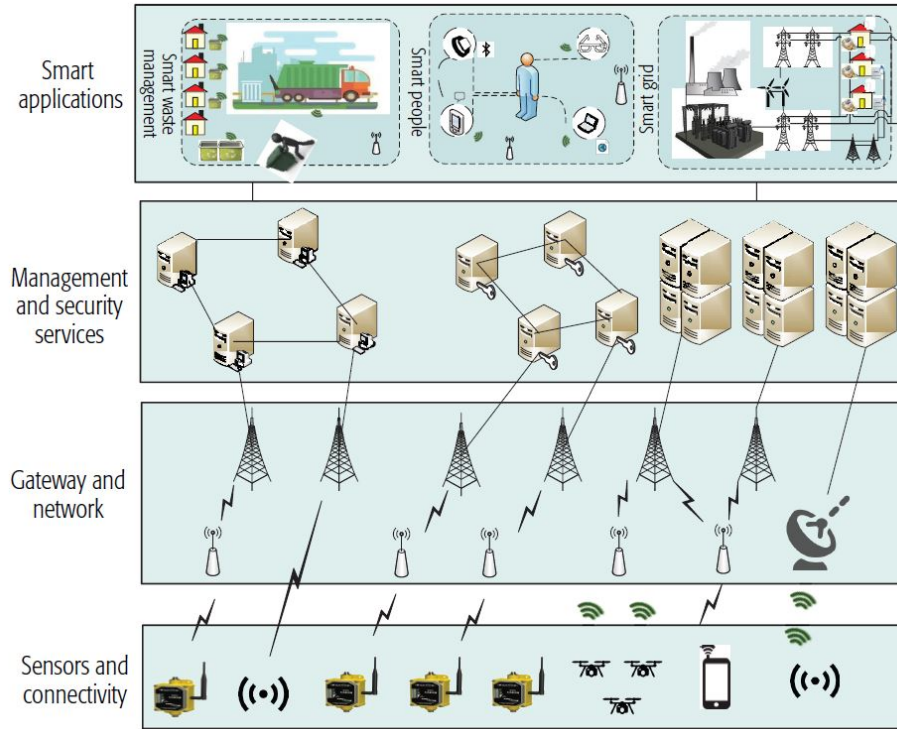 Smart
applications
Smart waste
management
Smart people
Smart grid
Management
and security
services
Gateway and
network
Sensors and
connectivity